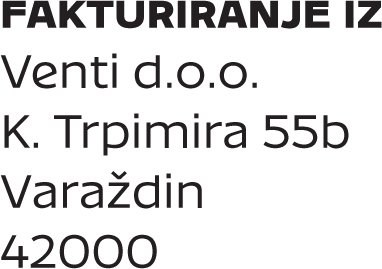 FAKTURIRANJE IZ
Venti d.o.o.
K. Trpimira 55b
Varaždin
42000